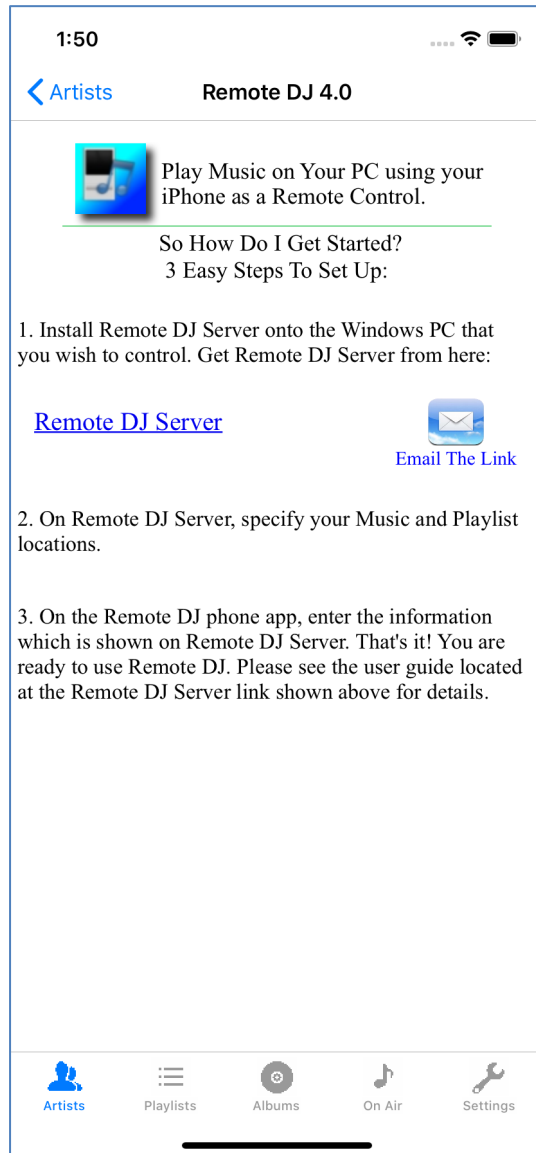 1:50
Artists
Remote DJ 4.0
Play Music on Your PC using your
iPhone as a Remote Control.
So How Do I Get Started?
3 Easy Steps To Set Up:
1. Install Remote DJ Server onto the Windows PC that
you wish to control. Get Remote DJ Server from here:
Remote DJ Server
Email The Link
2. On Remote DJ Server, specify your Music and Playlist
locations.
3. On the Remote DJ phone app, enter the information
which is shown on Remote DJ Server. That's it! You are
ready to use Remote DJ. Please see the user guide located
at the Remote DJ Server link shown above for details.
Artists
Playlists
Albums
On Air
Settings